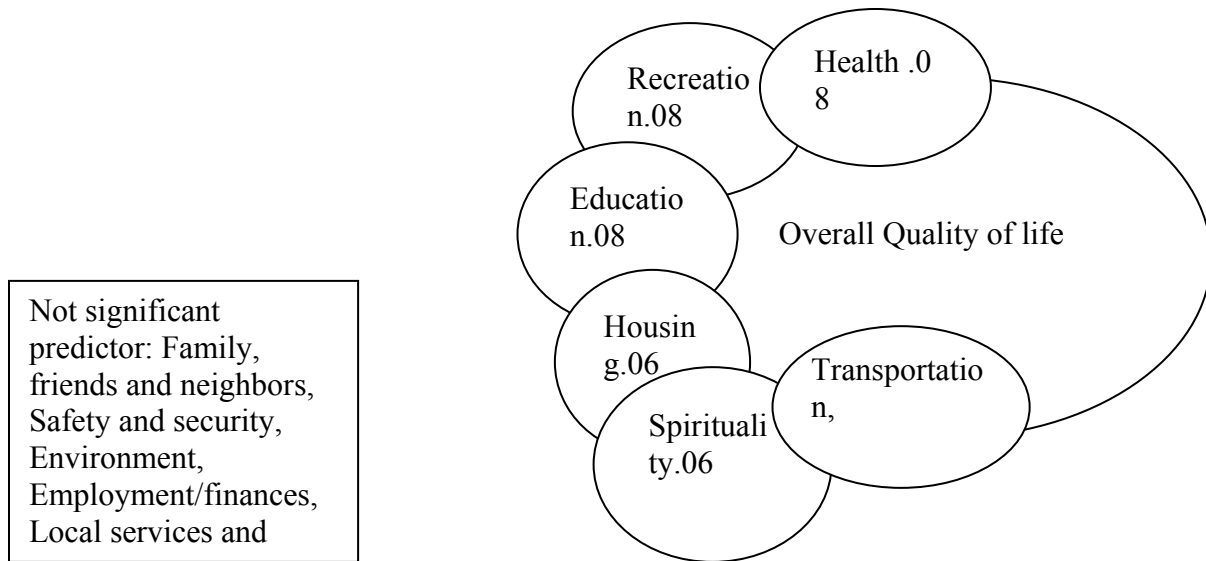 Recreatio
n.08
Health .0
8
Educatio
n.08
Overall Quality of life
Housin
g.06
Transportatio
n,
Spirituali
ty.06
Not significant
predictor: Family,
friends and neighbors,
Safety and security,
Environment,
Employment/finances,
Local services and